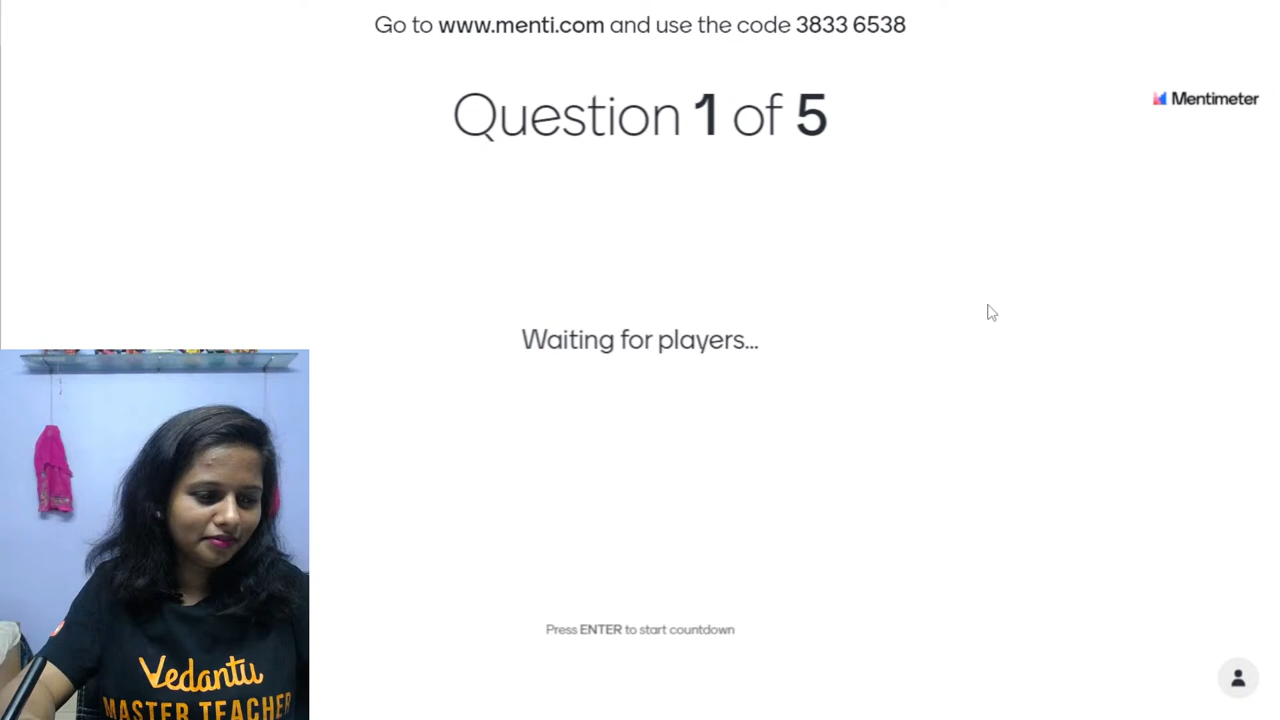 Go to www.menti.com and use the code 3833 6538
Mentimeter
Question 1 of 5
Waiting for players...
Press ENTER to start countdown
Vedantu
MASTER TEACHER